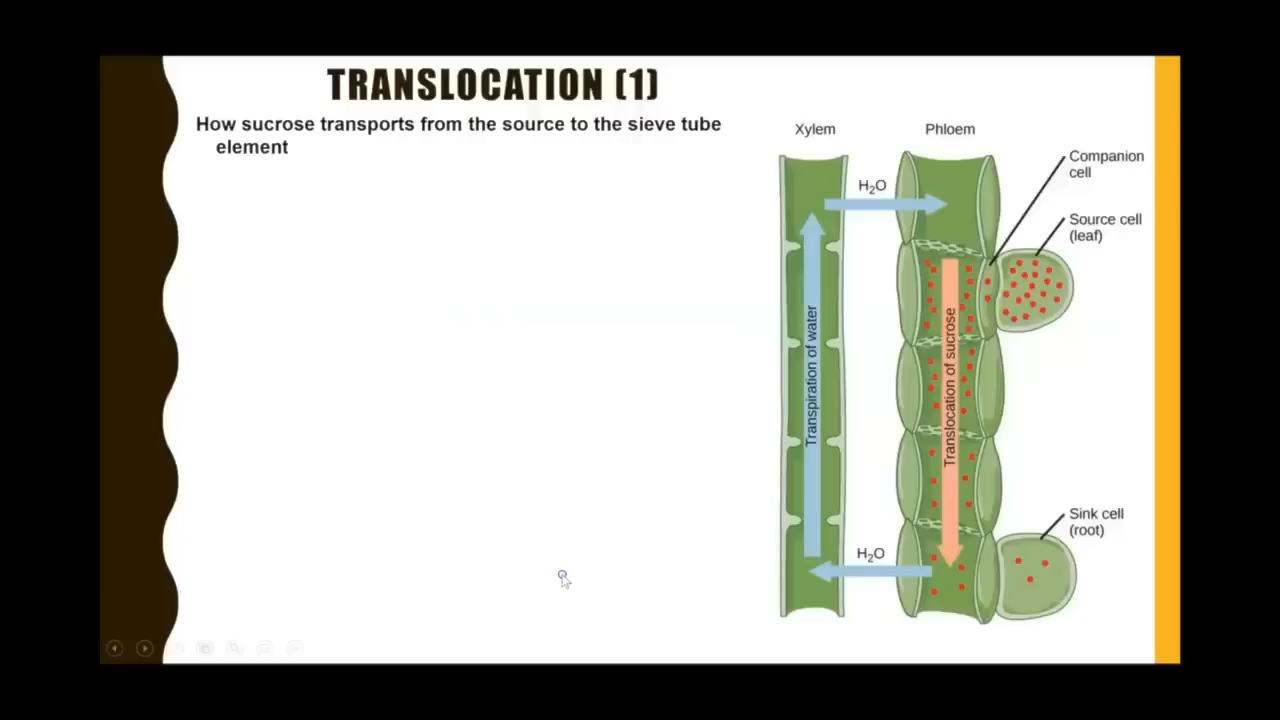 TRANSLOCATION (1)
How sucrose transports from the source to the sieve tube
element
Xylem
Phloem
Companion
cell
H₂O
Source cell
(leaf)
Transpiration of water
Translocation of sucrose
Sink cell
(root)
H₂O